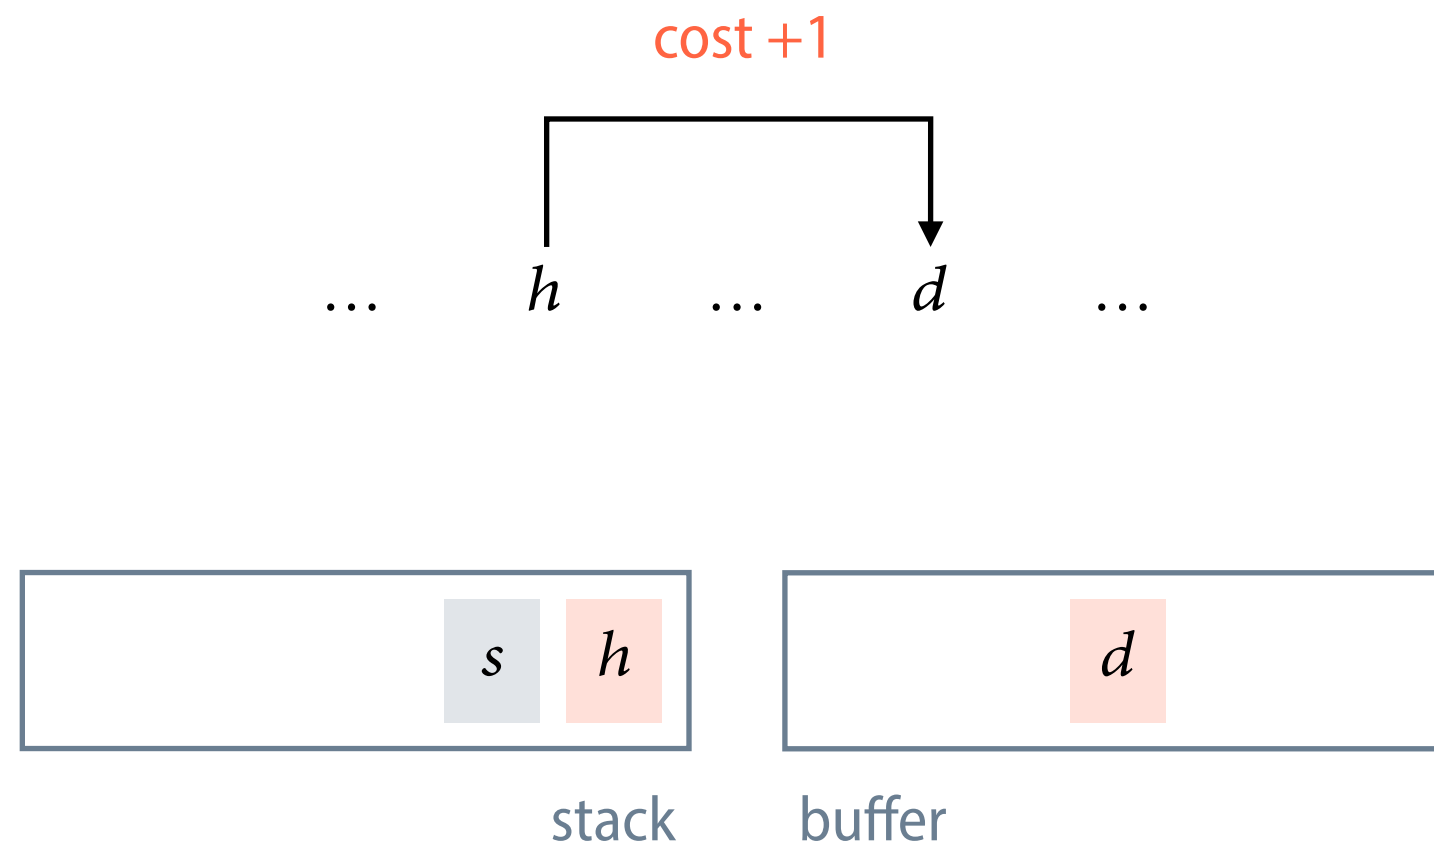 cost +1
… h … d …
s h d
stack buffer